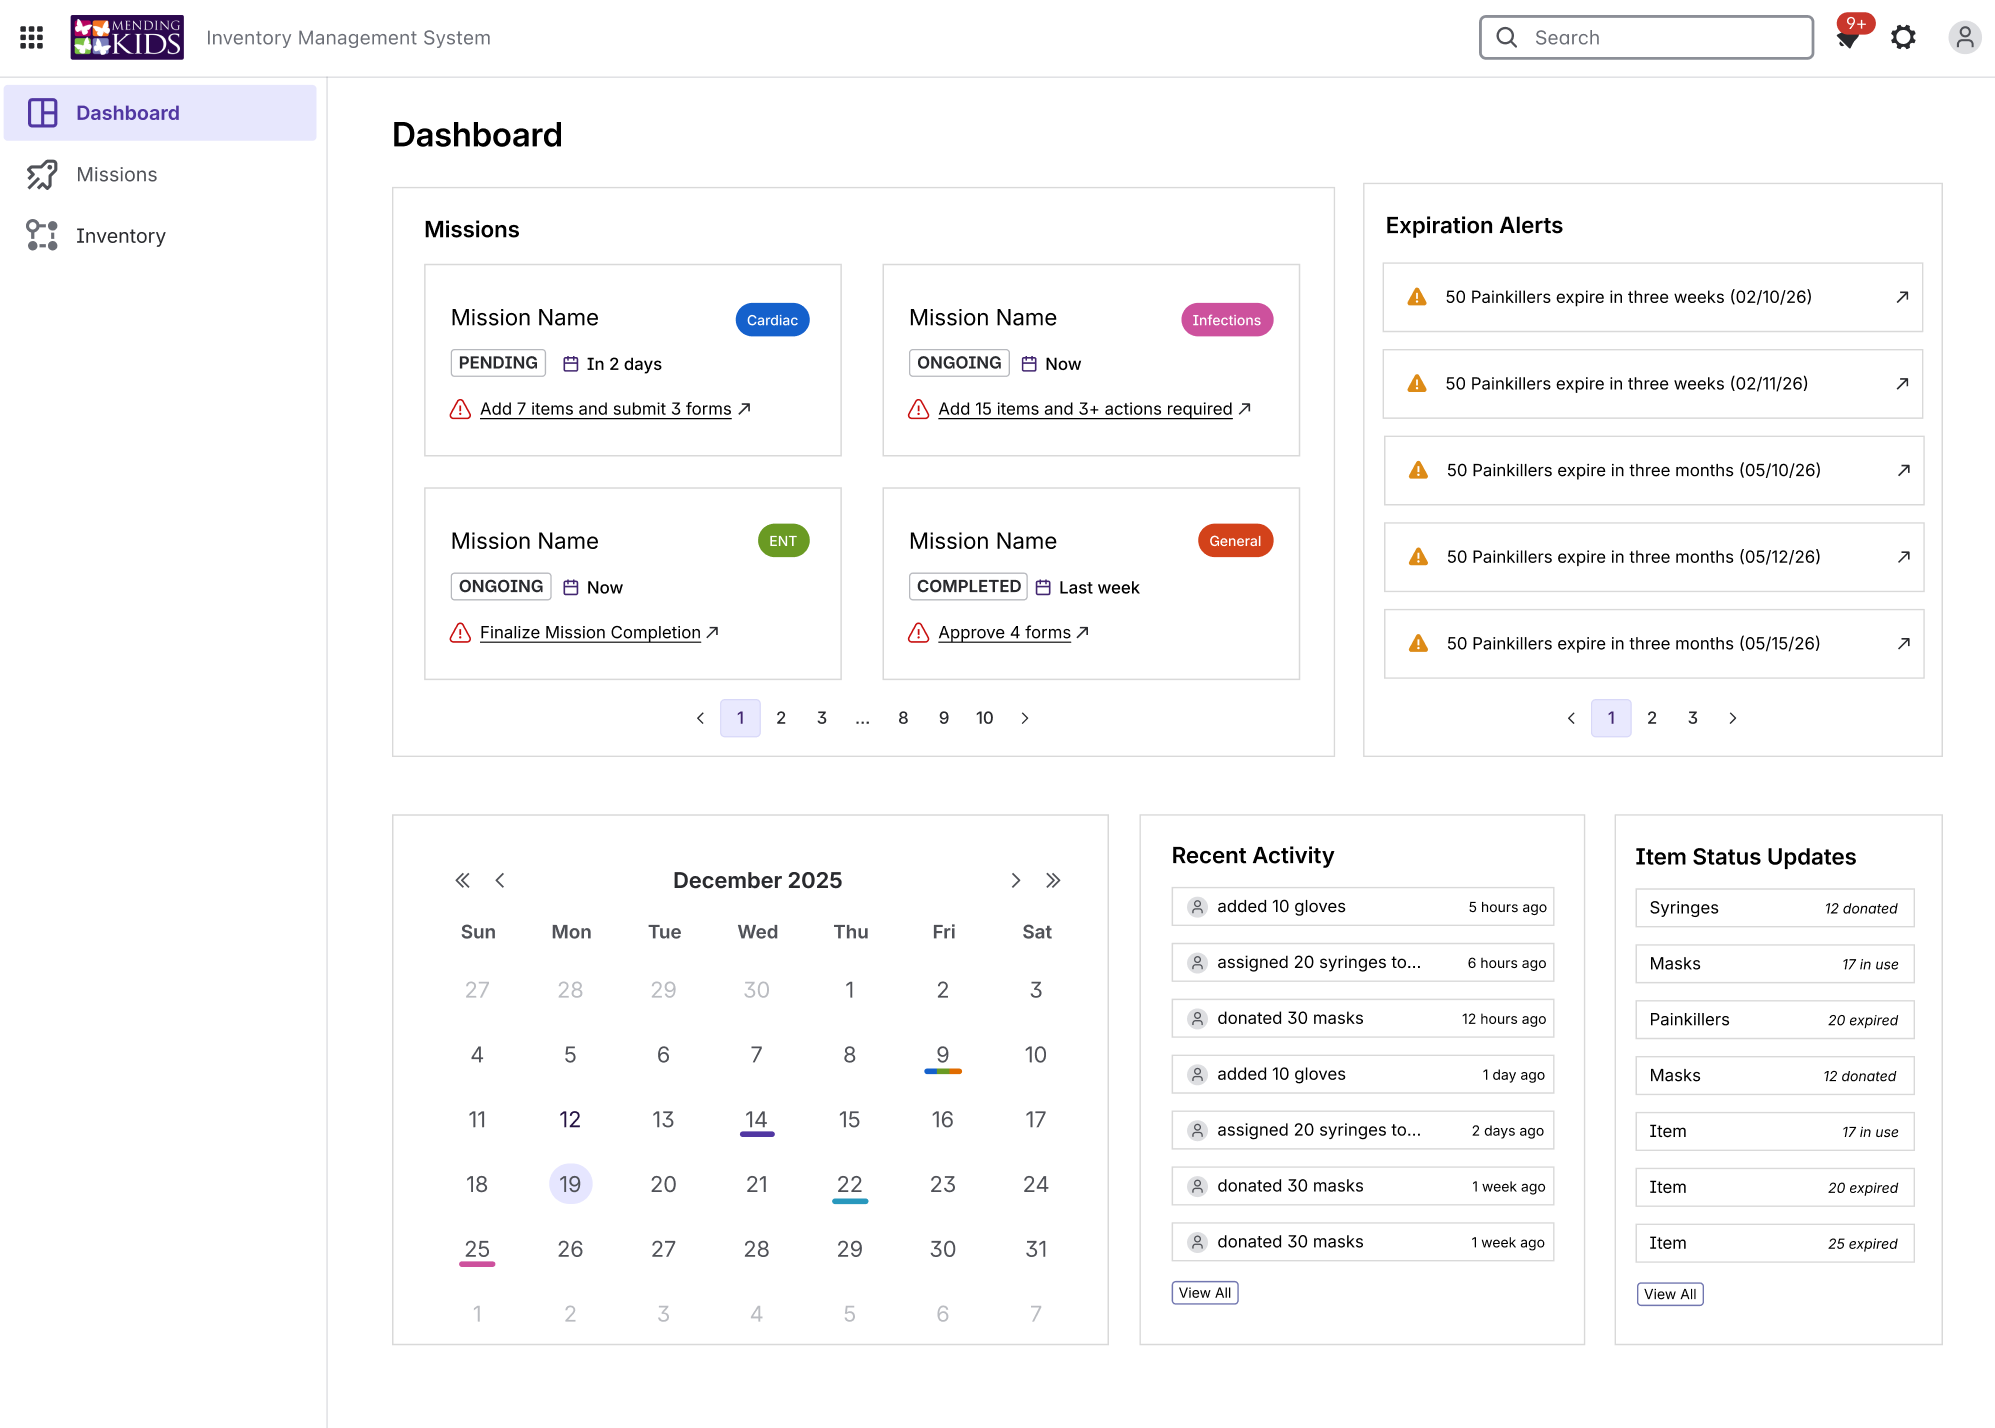 MENDING
KIDS
Inventory Management System
Search
9+
Dashboard
Missions
Inventory
Dashboard
Missions
Mission Name
Cardiac
PENDING
In 2 days
Add 7 items and submit 3 forms
Mission Name
Infections
ONGOING
Now
Add 15 items and 3+ actions required
Mission Name
ENT
ONGOING
Now
Finalize Mission Completion
Mission Name
General
COMPLETED
Last week
Approve 4 forms
1 2 3 ... 8 9 10
Expiration Alerts
50 Painkillers expire in three weeks (02/10/26)
50 Painkillers expire in three weeks (02/11/26)
50 Painkillers expire in three months (05/10/26)
50 Painkillers expire in three months (05/12/26)
50 Painkillers expire in three months (05/15/26)
1 2 3
December 2025
Sun Mon Tue Wed Thu Fri Sat
27 28 29 30 1 2 3
4 5 6 7 8 9 10
11 12 13 14 15 16 17
18 19 20 21 22 23 24
25 26 27 28 29 30 31
1 2 3 4 5 6 7
Recent Activity
added 10 gloves 5 hours ago
assigned 20 syringes to... 6 hours ago
donated 30 masks 12 hours ago
added 10 gloves 1 day ago
assigned 20 syringes to... 2 days ago
donated 30 masks 1 week ago
donated 30 masks 1 week ago
View All
Item Status Updates
Syringes 12 donated
Masks 17 in use
Painkillers 20 expired
Masks 12 donated
Item 17 in use
Item 20 expired
Item 25 expired
View All